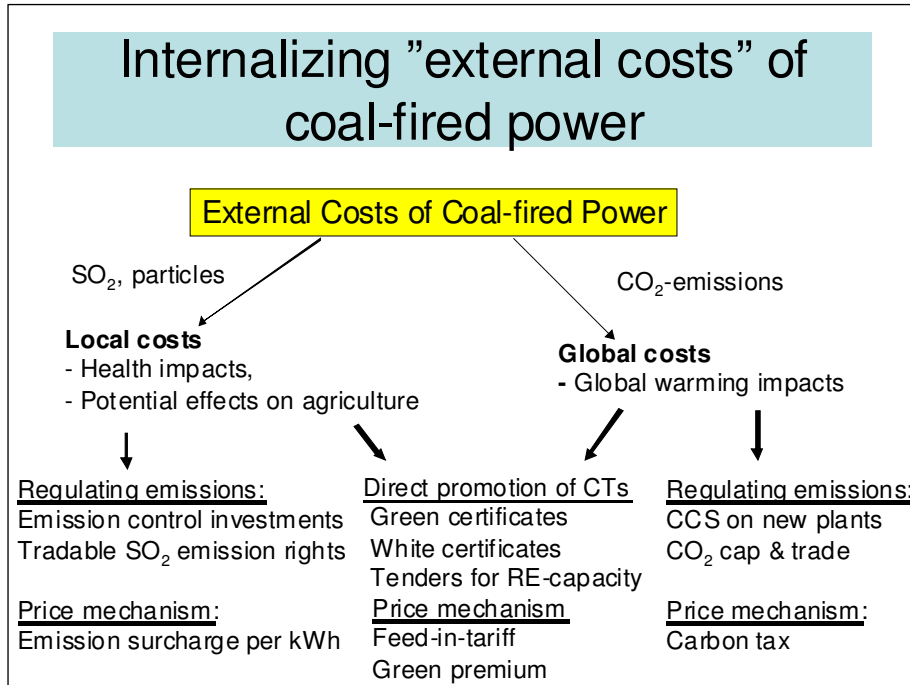 Internalizing ”external costs” of
coal-fired power
External Costs of Coal-fired Power
SO₂, particles
CO₂-emissions
Local costs
- Health impacts,
- Potential effects on agriculture
Global costs
- Global warming impacts
Regulating emissions:
Emission control investments
Tradable SO₂ emission rights
Price mechanism:
Emission surcharge per kWh
Direct promotion of CTs
Green certificates
White certificates
Tenders for RE-capacity
Price mechanism
Feed-in-tariff
Green premium
Regulating emissions:
CCS on new plants
CO₂ cap & trade
Price mechanism:
Carbon tax